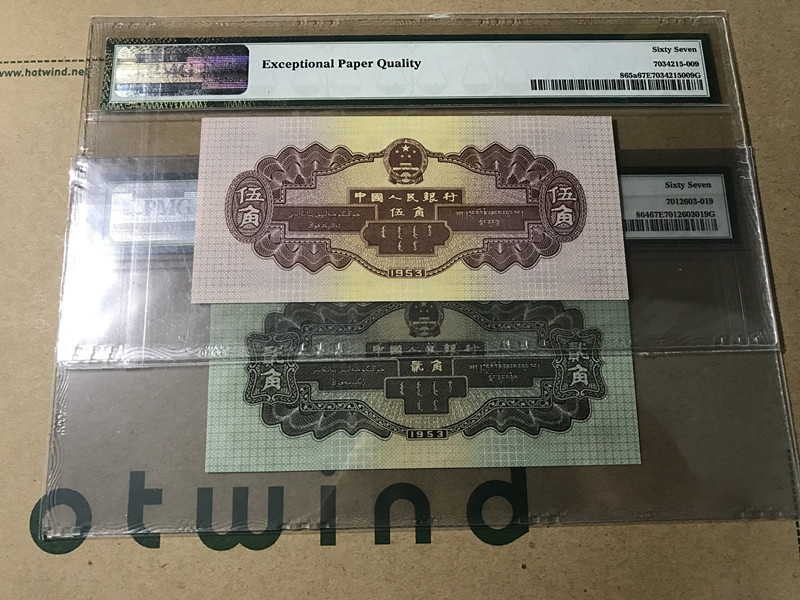 www.hotwind.net
PMG
Exceptional Paper Quality
Sixty Seven
7034215-009
865a67E7034215009G
PMG
Sixty Seven
7012603-019
86467E7012603019G
中國人民銀行
伍角
伍角
伍角
1953
中國人民銀行
貳角
貳角
貳角
1953
otwind